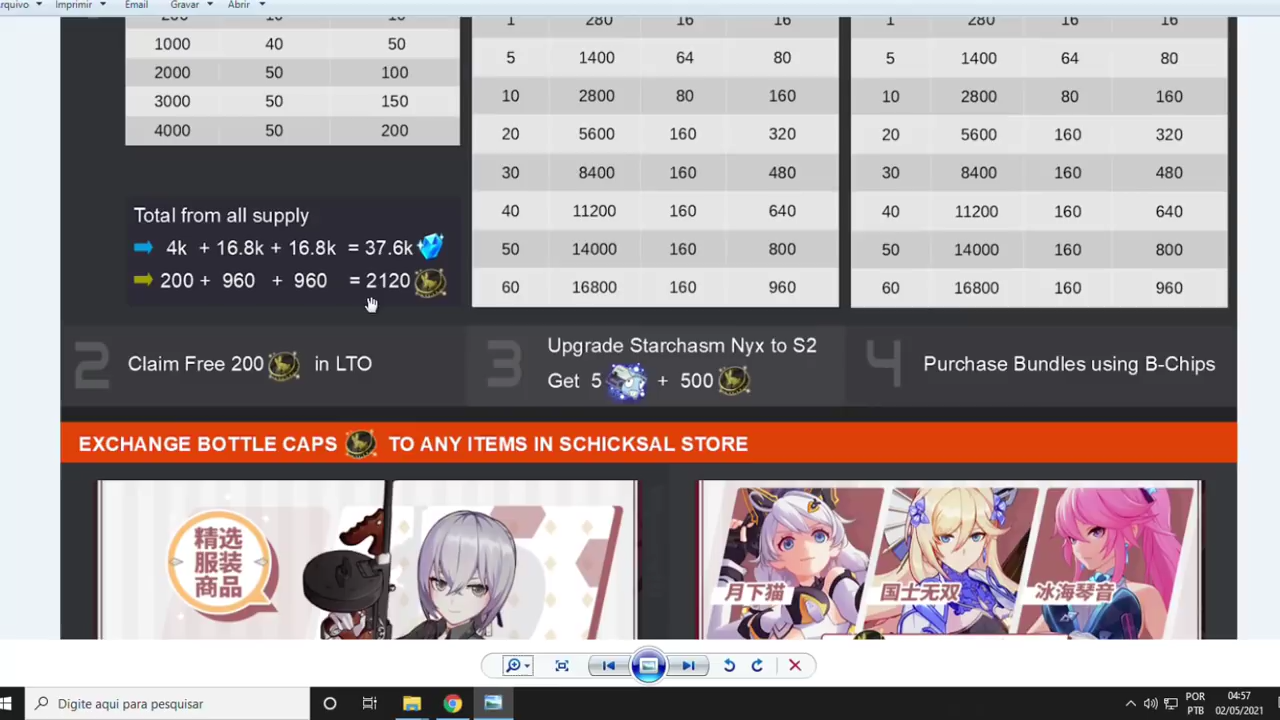 rquivo Imprimir Email Gravar Abrir
200 10 10
1000 40 50
2000 50 100
3000 50 150
4000 50 200
1 280 16 16
5 1400 64 80
10 2800 80 160
20 5600 160 320
30 8400 160 480
40 11200 160 640
50 14000 160 800
60 16800 160 960
1 280 16 16
5 1400 64 80
10 2800 80 160
20 5600 160 320
30 8400 160 480
40 11200 160 640
50 14000 160 800
60 16800 160 960
Total from all supply
4k + 16.8k + 16.8k = 37.6k
200 + 960 + 960 = 2120
2 Claim Free 200 in LTO
3 Upgrade Starchasm Nyx to S2
Get 5 + 500
4 Purchase Bundles using B-Chips
EXCHANGE BOTTLE CAPS TO ANY ITEMS IN SCHICKSAL STORE
精选
服装
商品
月下猫
国士无双
冰海琴音
Digite aqui para pesquisar
POR
PTB
04:57
02/05/2021